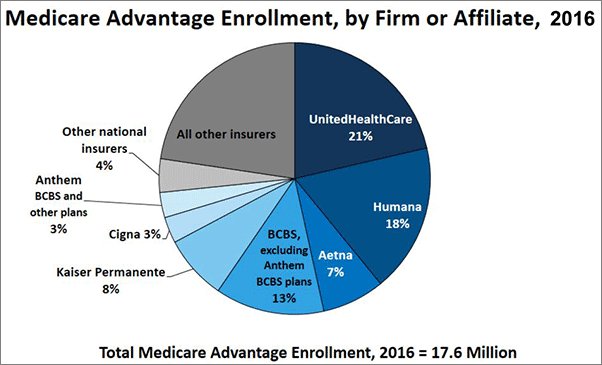 Medicare Advantage Enrollment, by Firm or Affiliate, 2016
UnitedHealthCare
21%
Humana
18%
Aetna
7%
BCBS,
excluding
Anthem
BCBS plans
13%
Kaiser Permanente
8%
Cigna 3%
Anthem
BCBS and
other plans
3%
Other national
insurers
4%
All other insurers
Total Medicare Advantage Enrollment, 2016 = 17.6 Million